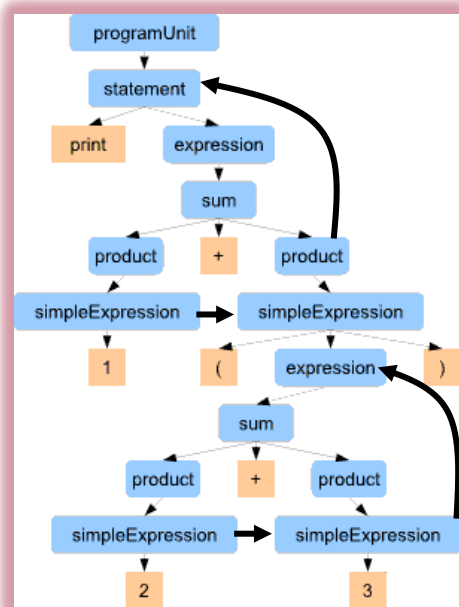 programUnit
statement
print expression
sum
product + product
simpleExpression simpleExpression
1 ( expression )
sum
product + product
simpleExpression simpleExpression
2 3